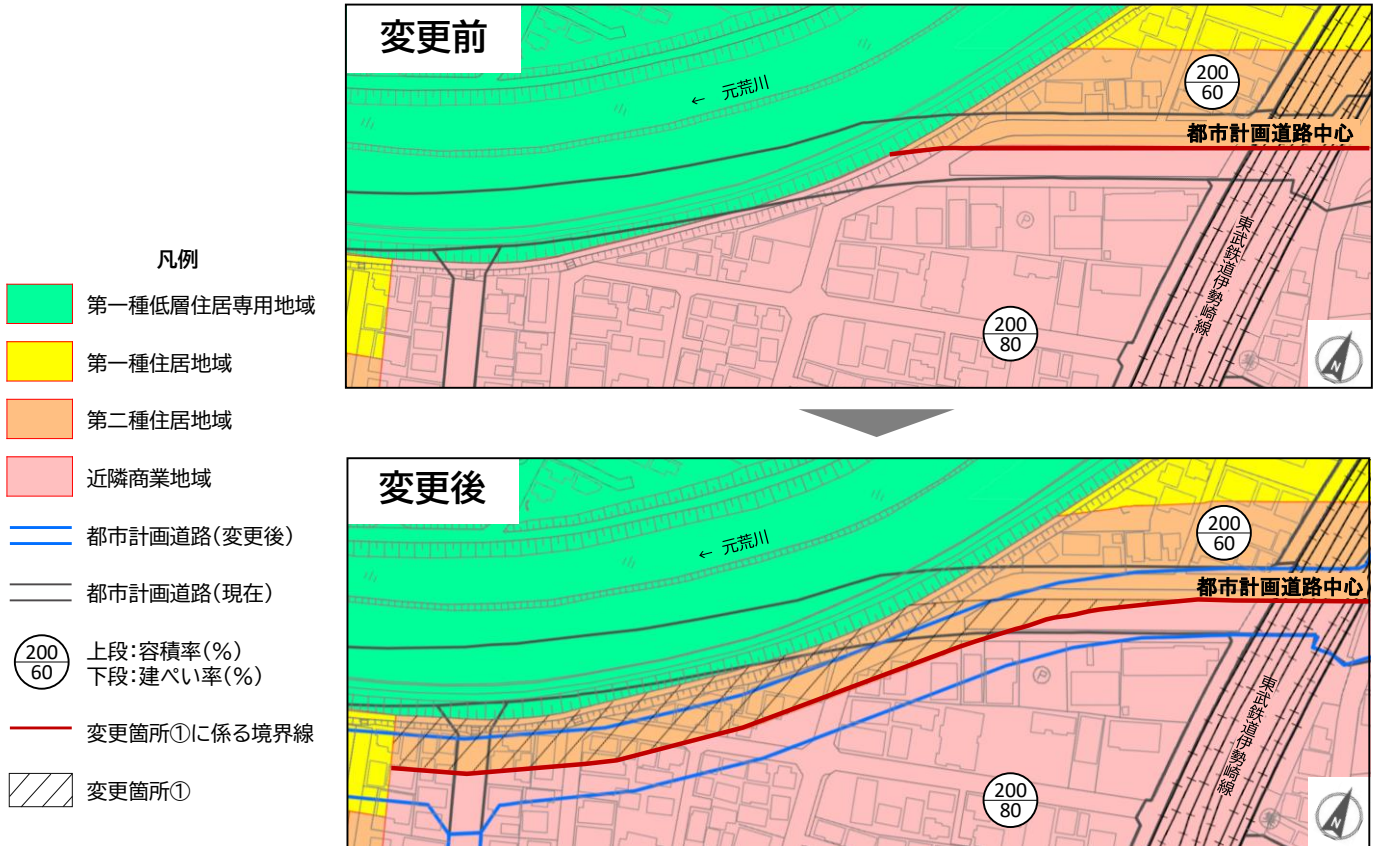 変更前
← 元荒川
200
60
都市計画道路中心
東武鉄道伊勢崎線
P
200
80
N
凡例
第一種低層住居専用地域
第一種住居地域
第二種住居地域
近隣商業地域
都市計画道路(変更後)
都市計画道路(現在)
200
60
上段:容積率(%)
下段:建ぺい率(%)
変更箇所①に係る境界線
変更箇所①
変更後
← 元荒川
200
60
都市計画道路中心
東武鉄道伊勢崎線
P
200
80
N